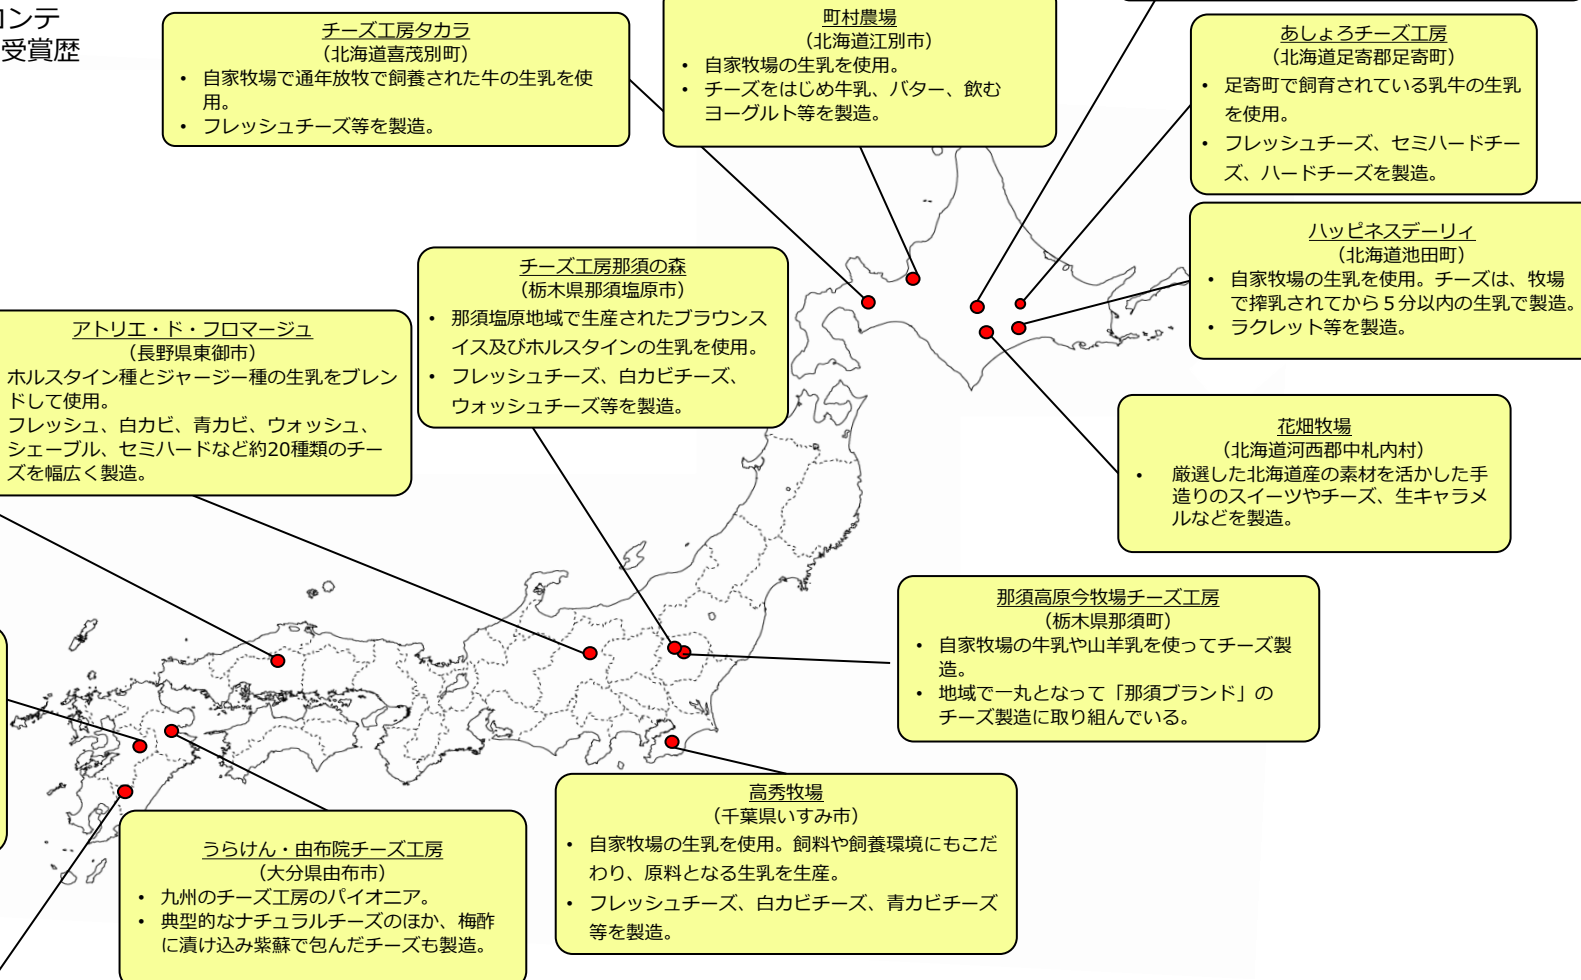 コンテ
受賞歴
チーズ工房タカラ
（北海道喜茂別町）
• 自家牧場で通年放牧で飼養された牛の生乳を使
用。
• フレッシュチーズ等を製造。
町村農場
（北海道江別市）
• 自家牧場の生乳を使用。
• チーズをはじめ牛乳、バター、飲む
ヨーグルト等を製造。
あしょろチーズ工房
（北海道足寄郡足寄町）
• 足寄町で飼育されている乳牛の生乳
を使用。
• フレッシュチーズ、セミハードチー
ズ、ハードチーズを製造。
ハッピネスデーリィ
（北海道池田町）
• 自家牧場の生乳を使用。チーズは、牧場
で搾乳されてから５分以内の生乳で製造。
• ラクレット等を製造。
チーズ工房那須の森
（栃木県那須塩原市）
• 那須塩原地域で生産されたブラウンス
イス及びホルスタインの生乳を使用。
• フレッシュチーズ、白カビチーズ、
ウォッシュチーズ等を製造。
アトリエ・ド・フロマージュ
（長野県東御市）
ホルスタイン種とジャージー種の生乳をブレン
ドして使用。
フレッシュ、白カビ、青カビ、ウォッシュ、
シェーブル、セミハードなど約20種類のチー
ズを幅広く製造。
花畑牧場
（北海道河西郡中札内村）
• 厳選した北海道産の素材を活かした手
造りのスイーツやチーズ、生キャラメ
ルなどを製造。
那須高原今牧場チーズ工房
（栃木県那須町）
• 自家牧場の牛乳や山羊乳を使ってチーズ製
造。
• 地域で一丸となって「那須ブランド」の
チーズ製造に取り組んでいる。
高秀牧場
（千葉県いすみ市）
• 自家牧場の生乳を使用。飼料や飼養環境にもこだ
わり、原料となる生乳を生産。
• フレッシュチーズ、白カビチーズ、青カビチーズ
等を製造。
うらけん・由布院チーズ工房
（大分県由布市）
• 九州のチーズ工房のパイオニア。
• 典型的なナチュラルチーズのほか、梅酢
に漬け込み紫蘇で包んだチーズも製造。